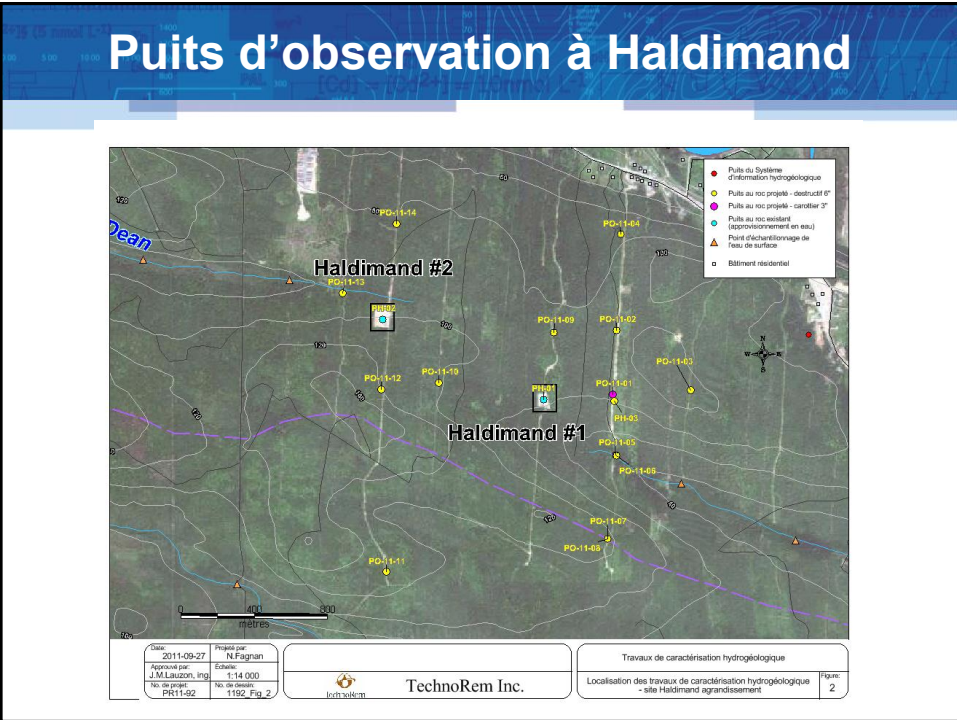 Puits d’observation à Haldimand
Puits du Système
d'information hydrogéologique
Puits au roc projeté - destructif 6"
Puits au roc projeté - carottier 3"
Puits au roc existant
(approvisionnement en eau)
Point d'échantillonnage de
l'eau de surface
Bâtiment résidentiel
Dean
PO-11-14
PO-11-04
Haldimand #2
PO-11-13
PH-02
PO-11-09
PO-11-02
PO-11-03
PO-11-12
PO-11-10
PH-01
PO-11-01
PH-03
Haldimand #1
PO-11-05
PO-11-06
PO-11-07
PO-11-08
PO-11-11
N
W
E
S
0 400 800
mètres
Date:
2011-09-27
Projeté par:
N.Fagnan
Approuvé par:
J.M.Lauzon, ing.
Échelle:
1:14 000
No. de projet:
PR11-92
No. de dessin:
1192_Fig_2
TechnoRem
TechnoRem Inc.
Travaux de caractérisation hydrogéologique
Localisation des travaux de caractérisation hydrogéologique
- site Haldimand agrandissement
Figure:
2